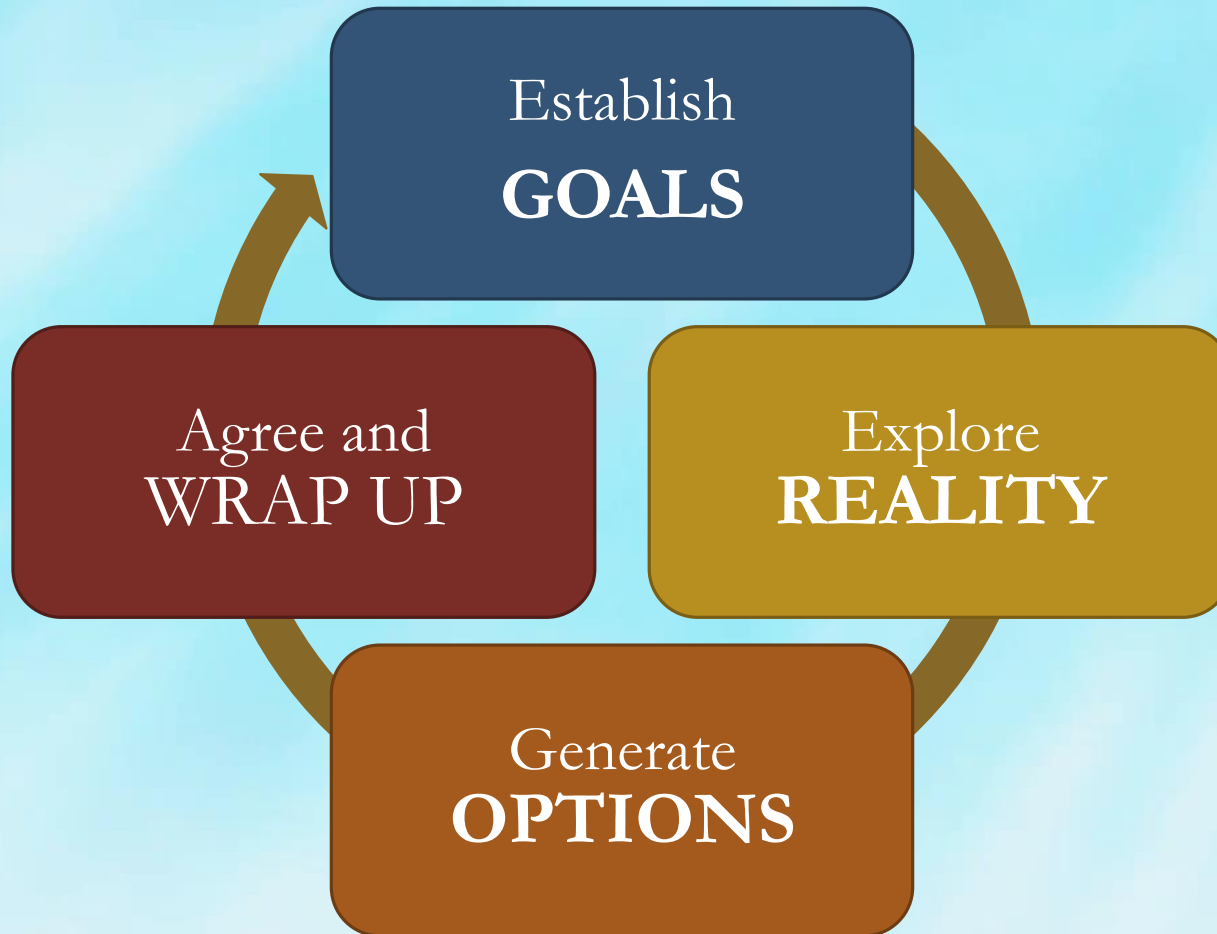 Establish
GOALS
Explore
REALITY
Generate
OPTIONS
Agree and
WRAP UP